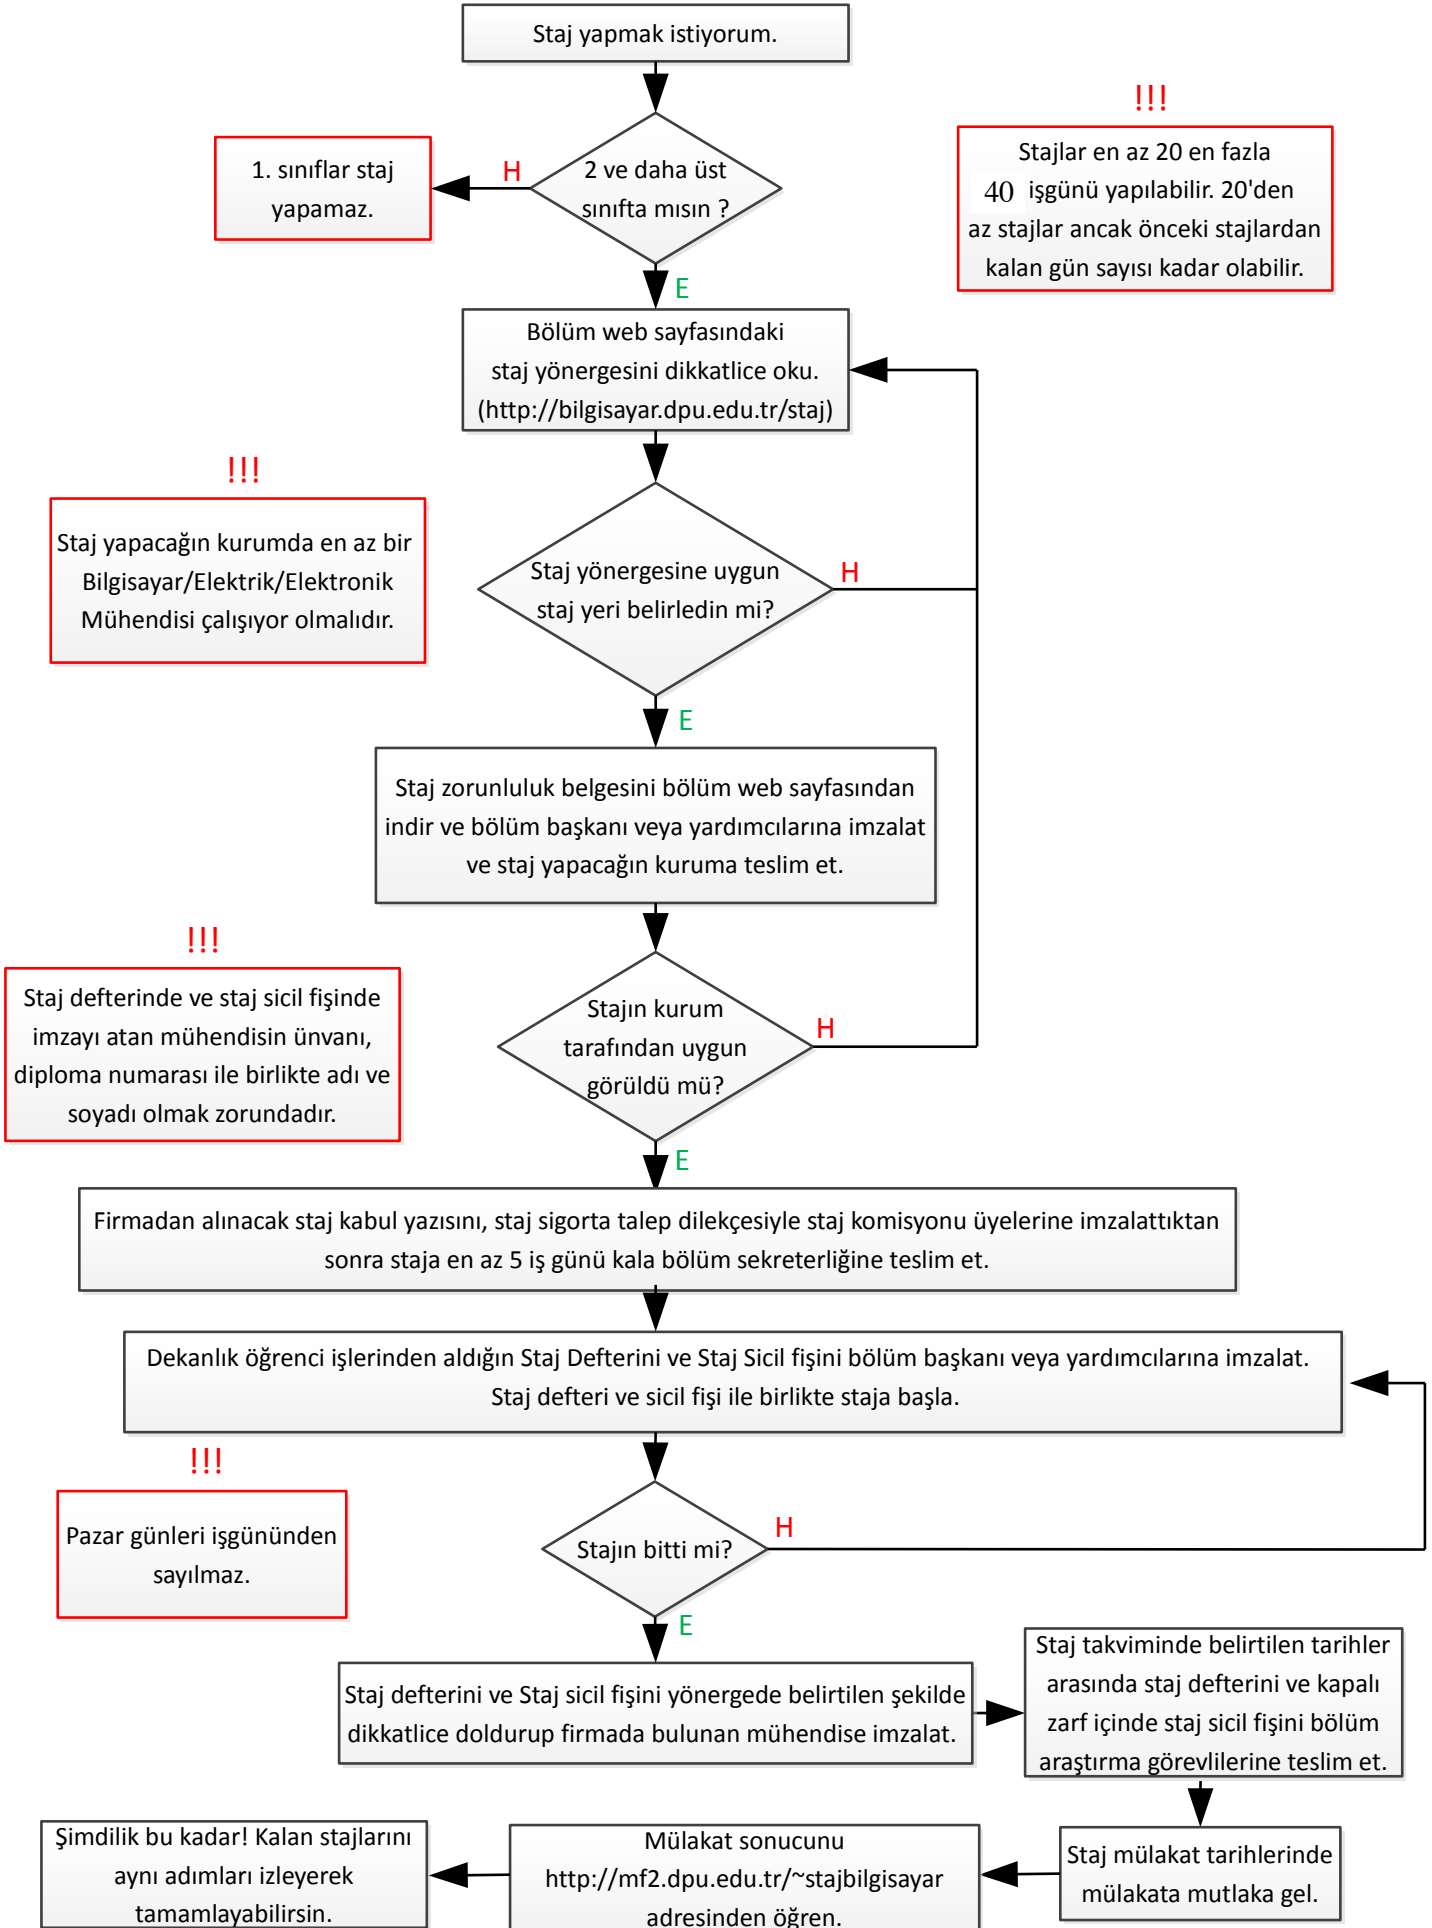 Staj yapmak istiyorum.
!!!
1. sınıflar staj
yapamaz.
H
2 ve daha üst
sınıfta mısın ?
Stajlar en az 20 en fazla
40 işgünü yapılabilir. 20'den
az stajlar ancak önceki stajlardan
kalan gün sayısı kadar olabilir.
E
Bölüm web sayfasındaki
staj yönergesini dikkatlice oku.
(http://bilgisayar.dpu.edu.tr/staj)
!!!
Staj yapacağın kurumda en az bir
Bilgisayar/Elektrik/Elektronik
Mühendisi çalışıyor olmalıdır.
Staj yönergesine uygun
staj yeri belirledin mi?
H
E
Staj zorunluluk belgesini bölüm web sayfasından
indir ve bölüm başkanı veya yardımcılarına imzalat
ve staj yapacağın kuruma teslim et.
!!!
Staj defterinde ve staj sicil fişinde
imzayı atan mühendisin ünvanı,
diploma numarası ile birlikte adı ve
soyadı olmak zorundadır.
Stajın kurum
tarafından uygun
görüldü mü?
H
E
Firmadan alınacak staj kabul yazısını, staj sigorta talep dilekçesiyle staj komisyonu üyelerine imzalattıktan
sonra staja en az 5 iş günü kala bölüm sekreterliğine teslim et.
Dekanlık öğrenci işlerinden aldığın Staj Defterini ve Staj Sicil fişini bölüm başkanı veya yardımcılarına imzalat.
Staj defteri ve sicil fişi ile birlikte staja başla.
!!!
Pazar günleri işgününden
sayılmaz.
Stajın bitti mi?
H
E
Staj defterini ve Staj sicil fişini yönergede belirtilen şekilde
dikkatlice doldurup firmada bulunan mühendise imzalat.
Staj takviminde belirtilen tarihler
arasında staj defterini ve kapalı
zarf içinde staj sicil fişini bölüm
araştırma görevlilerine teslim et.
Staj mülakat tarihlerinde
mülakata mutlaka gel.
Mülakat sonucunu
http://mf2.dpu.edu.tr/~stajbilgisayar
adresinden öğren.
Şimdilik bu kadar! Kalan stajlarını
aynı adımları izleyerek
tamamlayabilirsin.